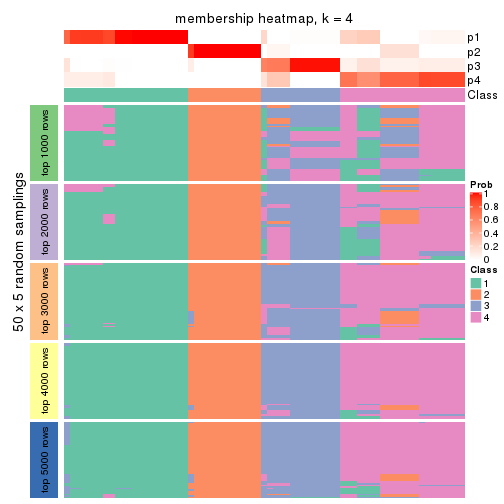 membership heatmap, k = 4
p1
p2
p3
p4
Class
50 x 5 random samplings
top 1000 rows
top 2000 rows
top 3000 rows
top 4000 rows
top 5000 rows
Prob
1
0.8
0.6
0.4
0.2
0
Class
1
2
3
4